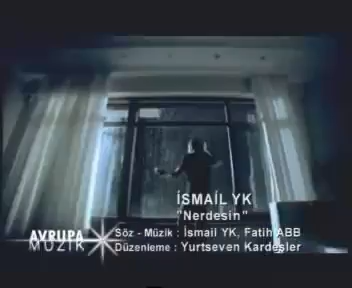 İSMAİL YK
"Nerdesin"
AVRUPA
MÜZİK
Söz - Müzik : İsmail YK, Fatih ABB
Düzenleme : Yurtseven Kardeşler